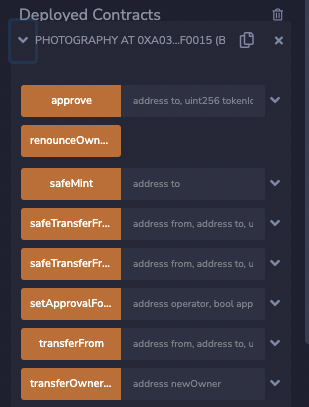 Deployed Contracts
PHOTOGRAPHY AT 0XA03...F0015 (B
approve address to, uint256 tokenIc
renounceOwn...
safeMint address to
safeTransferFr... address from, address to, u
safeTransferFr... address from, address to, u
setApprovalFo... address operator, bool app
transferFrom address from, address to, u
transferOwner... address newOwner